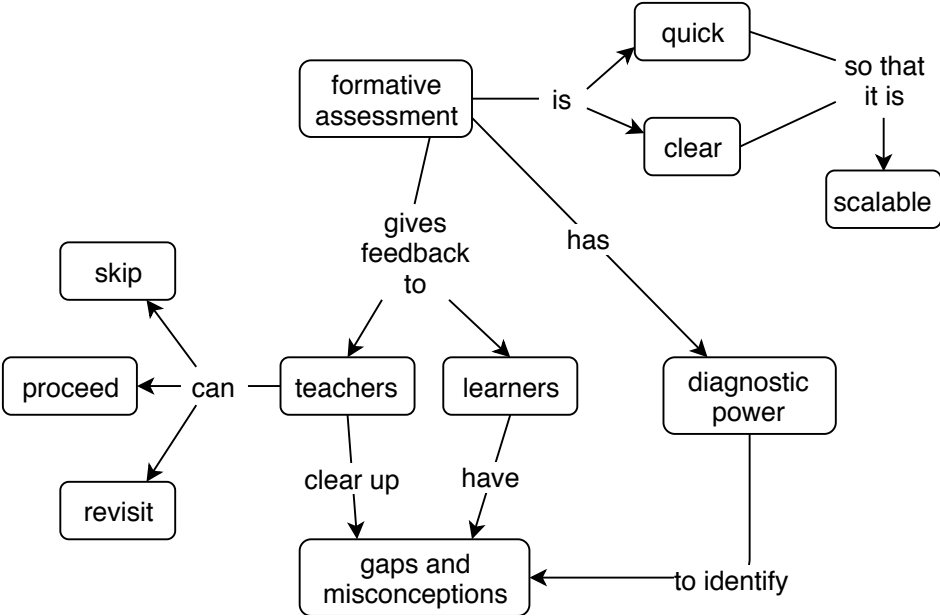 quick
formative
assessment
is
so that
it is
clear
scalable
gives
feedback
to
has
skip
proceed
can
teachers
learners
diagnostic
power
revisit
clear up
have
gaps and
misconceptions
to identify